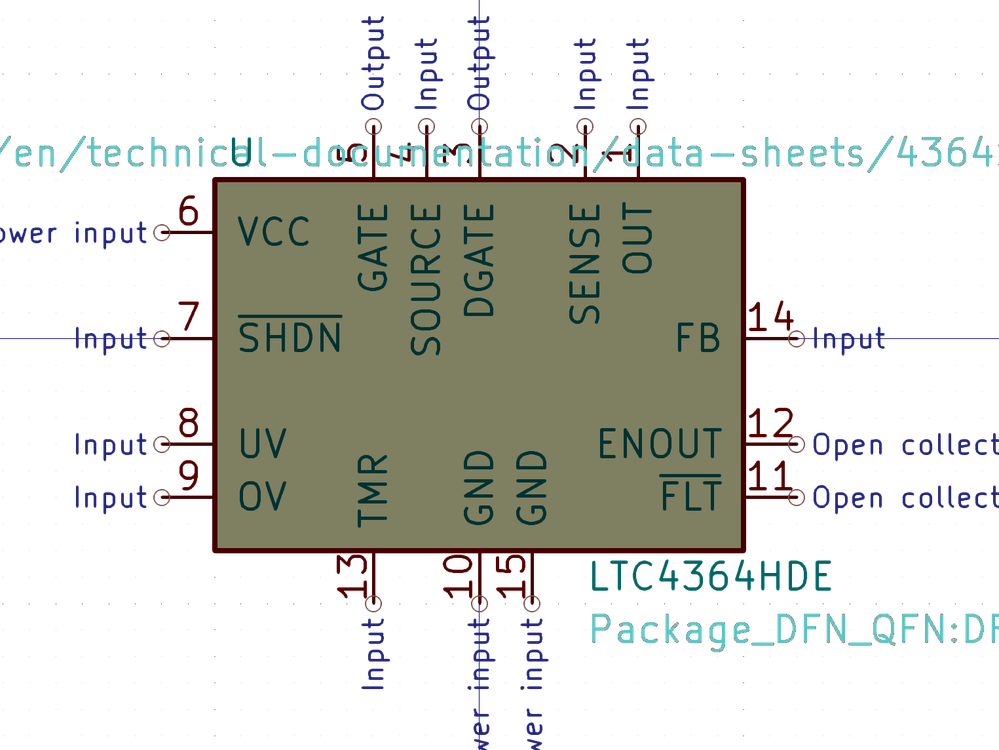 Output
Input
Output
Input
Input
/en/technical-documentation/data-sheets/4364
U
5
4
3
2
1
6
VCC
ower input
GATE
SOURCE
DGATE
SENSE
OUT
7
SHDN
Input
14
FB
Input
8
UV
Input
12
ENOUT
Open collect
9
OV
Input
11
FLT
Open collect
TMR
GND
GND
13
10
15
LTC4364HDE
Package_DFN_QFN:DF
Input
wer input
wer input